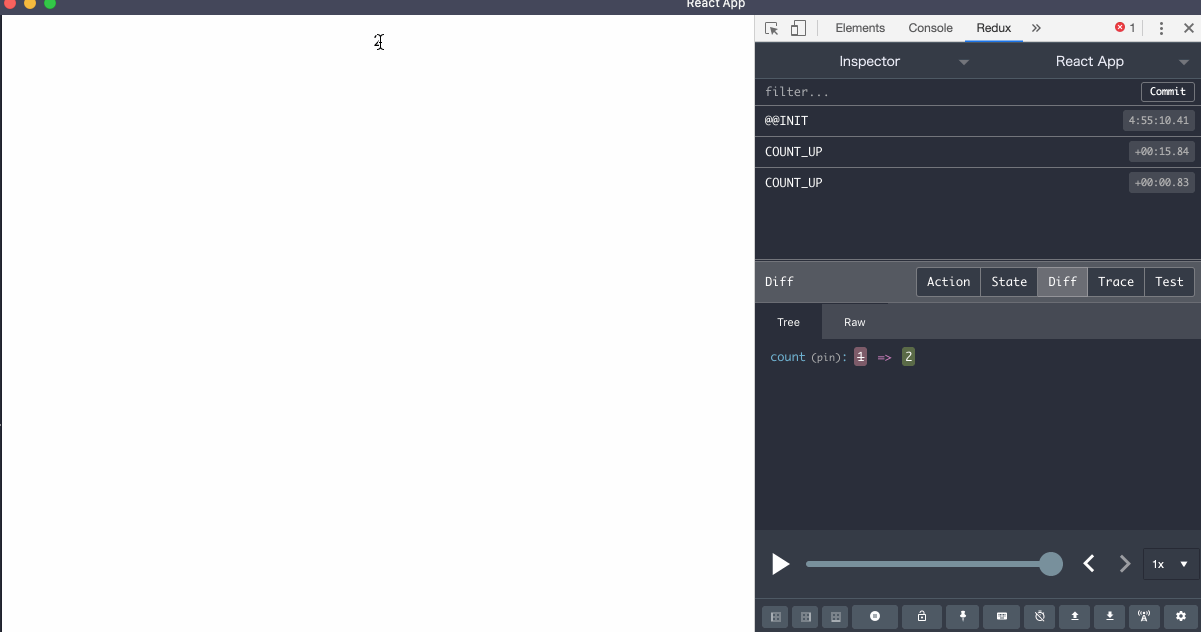 React App
2
Elements Console Redux » 1
Inspector React App
filter... Commit
@@INIT 4:55:10.41
COUNT_UP +00:15.84
COUNT_UP +00:00.83
Diff Action State Diff Trace Test
Tree Raw
count (pin): 1 => 2
1x